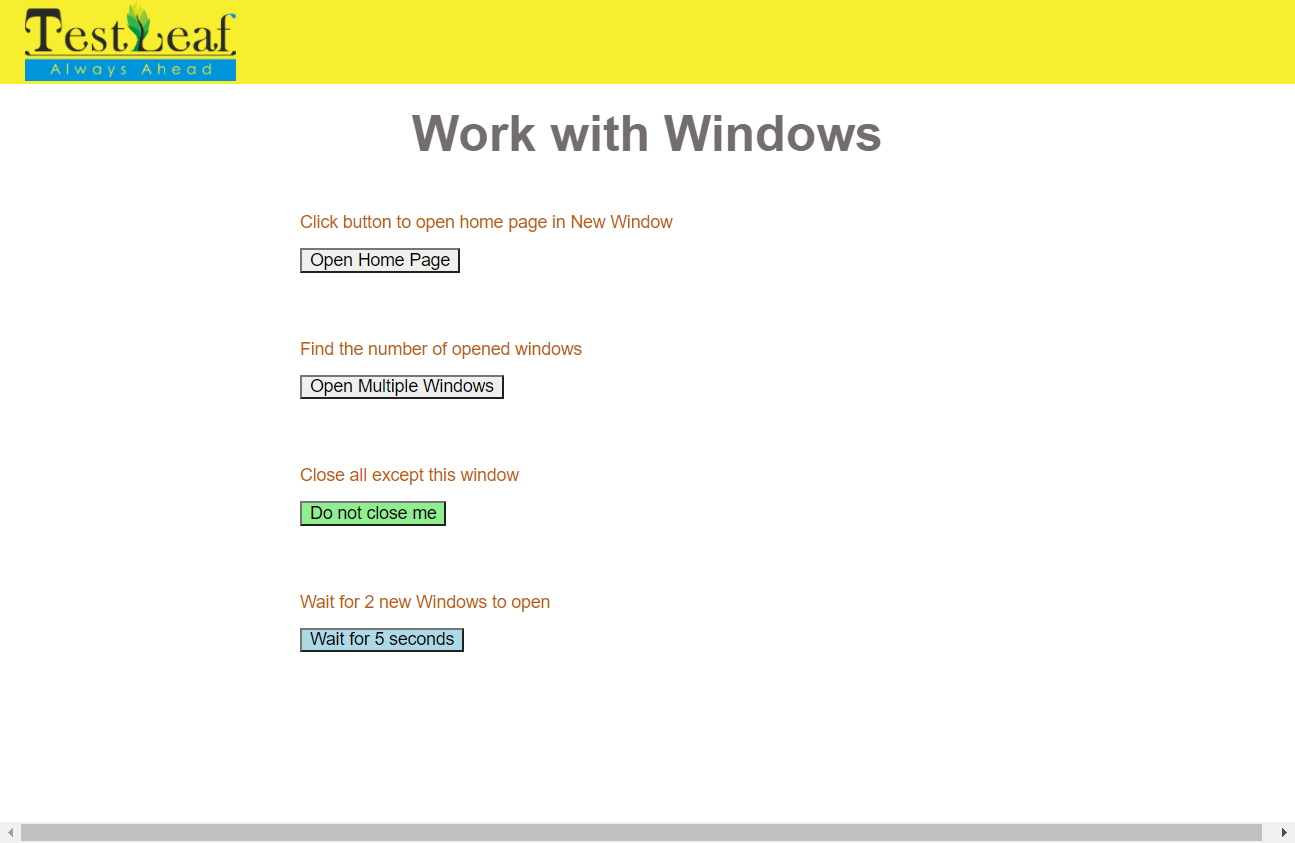 TestLeaf
Always Ahead
Work with Windows
Click button to open home page in New Window
Open Home Page
Find the number of opened windows
Open Multiple Windows
Close all except this window
Do not close me
Wait for 2 new Windows to open
Wait for 5 seconds